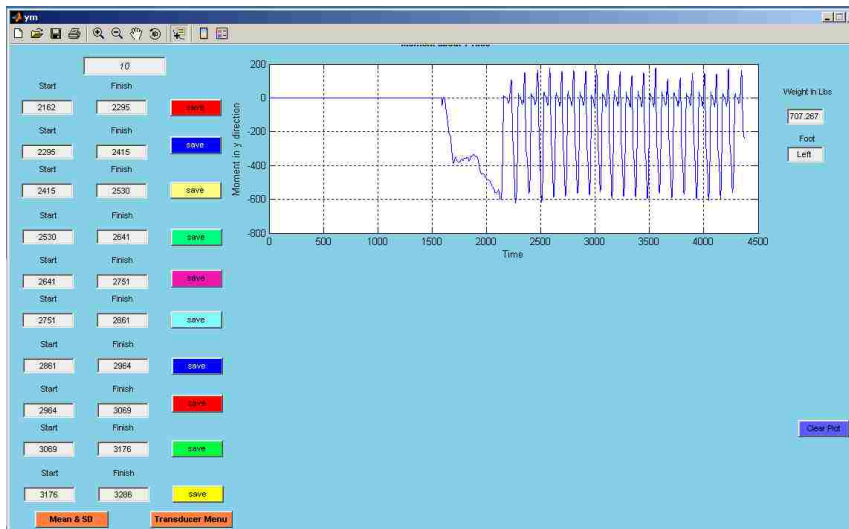 ym
10
Start Finish
2162 2295 save
Start Finish
2295 2415 save
Start Finish
2415 2530 save
Start Finish
2530 2641 save
Start Finish
2641 2751 save
Start Finish
2751 2861 save
Start Finish
2861 2964 save
Start Finish
2964 3069 save
Start Finish
3069 3176 save
Start Finish
3176 3286 save
Mean & SD Transducer Menu
Moment in y direction
200
0
-200
-400
-600
-800
0 500 1000 1500 2000 2500 3000 3500 4000 4500
Time
Weight In Lbs
707.267
Foot
Left
Clear Plot